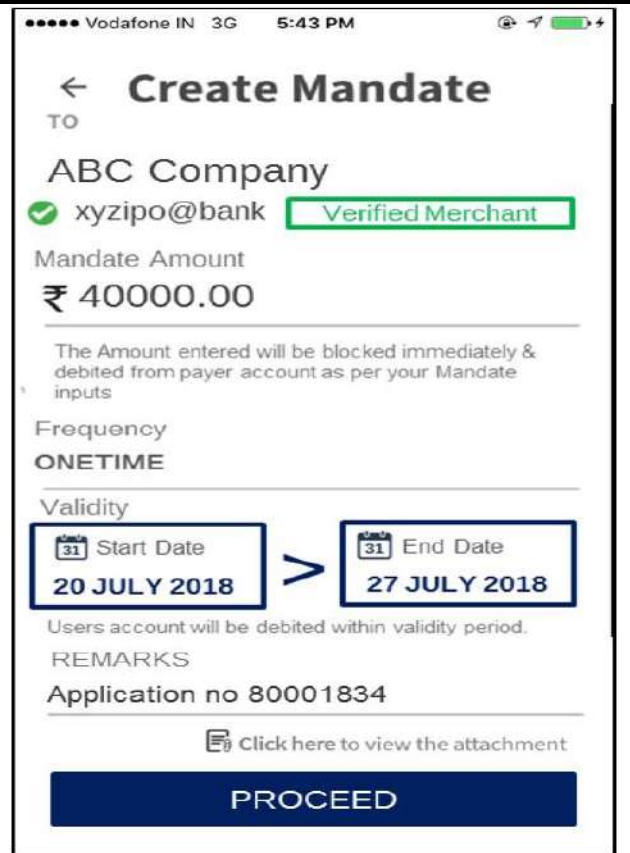 Vodafone IN 3G 5:43 PM
← Create Mandate
TO
ABC Company
xyzipo@bank Verified Merchant
Mandate Amount
₹ 40000.00
The Amount entered will be blocked immediately &
debited from payer account as per your Mandate
inputs
Frequency
ONETIME
Validity
31 Start Date > 31 End Date
20 JULY 2018 27 JULY 2018
Users account will be debited within validity period.
REMARKS
Application no 80001834
Click here to view the attachment
PROCEED